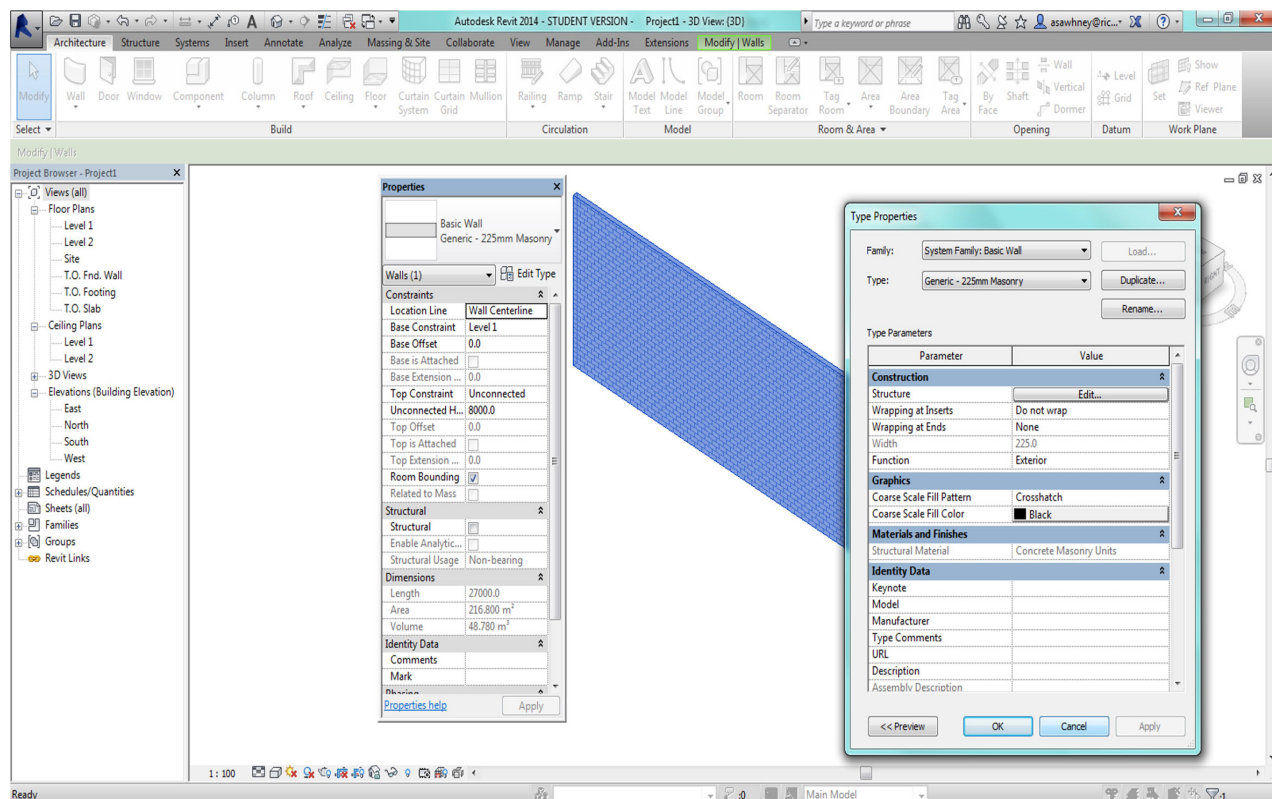 Autodesk Revit 2014 - STUDENT VERSION - Project1 - 3D View: {3D}
Type a keyword or phrase
asawhney@ric...
Architecture Structure Systems Insert Annotate Analyze Massing & Site Collaborate View Manage Add-Ins Extensions Modify | Walls
Modify Wall Door Window Component Column Roof Ceiling Floor Curtain System Curtain Grid Mullion Railing Ramp Stair Model Text Model Line Model Group Room Room Separator Tag Room Area Area Boundary Tag Area By Face Shaft Wall Vertical Dormer Level Grid Set Show Ref Plane Viewer
Select Build Circulation Model Room & Area Opening Datum Work Plane
Modify | Walls
Project Browser - Project1
Views (all)
Floor Plans
Level 1
Level 2
Site
T.O. Fnd. Wall
T.O. Footing
T.O. Slab
Ceiling Plans
Level 1
Level 2
3D Views
Elevations (Building Elevation)
East
North
South
West
Legends
Schedules/Quantities
Sheets (all)
Families
Groups
Revit Links
Properties
Basic Wall
Generic - 225mm Masonry
Walls (1) Edit Type
Constraints
Location Line Wall Centerline
Base Constraint Level 1
Base Offset 0.0
Base is Attached
Base Extension ... 0.0
Top Constraint Unconnected
Unconnected H... 8000.0
Top Offset 0.0
Top is Attached
Top Extension ... 0.0
Room Bounding
Related to Mass
Structural
Structural
Enable Analytic...
Structural Usage Non-bearing
Dimensions
Length 27000.0
Area 216.800 m²
Volume 48.780 m³
Identity Data
Comments
Mark
Phasing
Properties help Apply
Type Properties
Family: System Family: Basic Wall Load...
Type: Generic - 225mm Masonry Duplicate...
Rename...
Type Parameters
Parameter Value
Construction
Structure Edit...
Wrapping at Inserts Do not wrap
Wrapping at Ends None
Width 225.0
Function Exterior
Graphics
Coarse Scale Fill Pattern Crosshatch
Coarse Scale Fill Color Black
Materials and Finishes
Structural Material Concrete Masonry Units
Identity Data
Keynote
Model
Manufacturer
Type Comments
URL
Description
Assembly Description
<< Preview OK Cancel Apply
RIGHT
1 : 100
Ready :0 Main Model :1